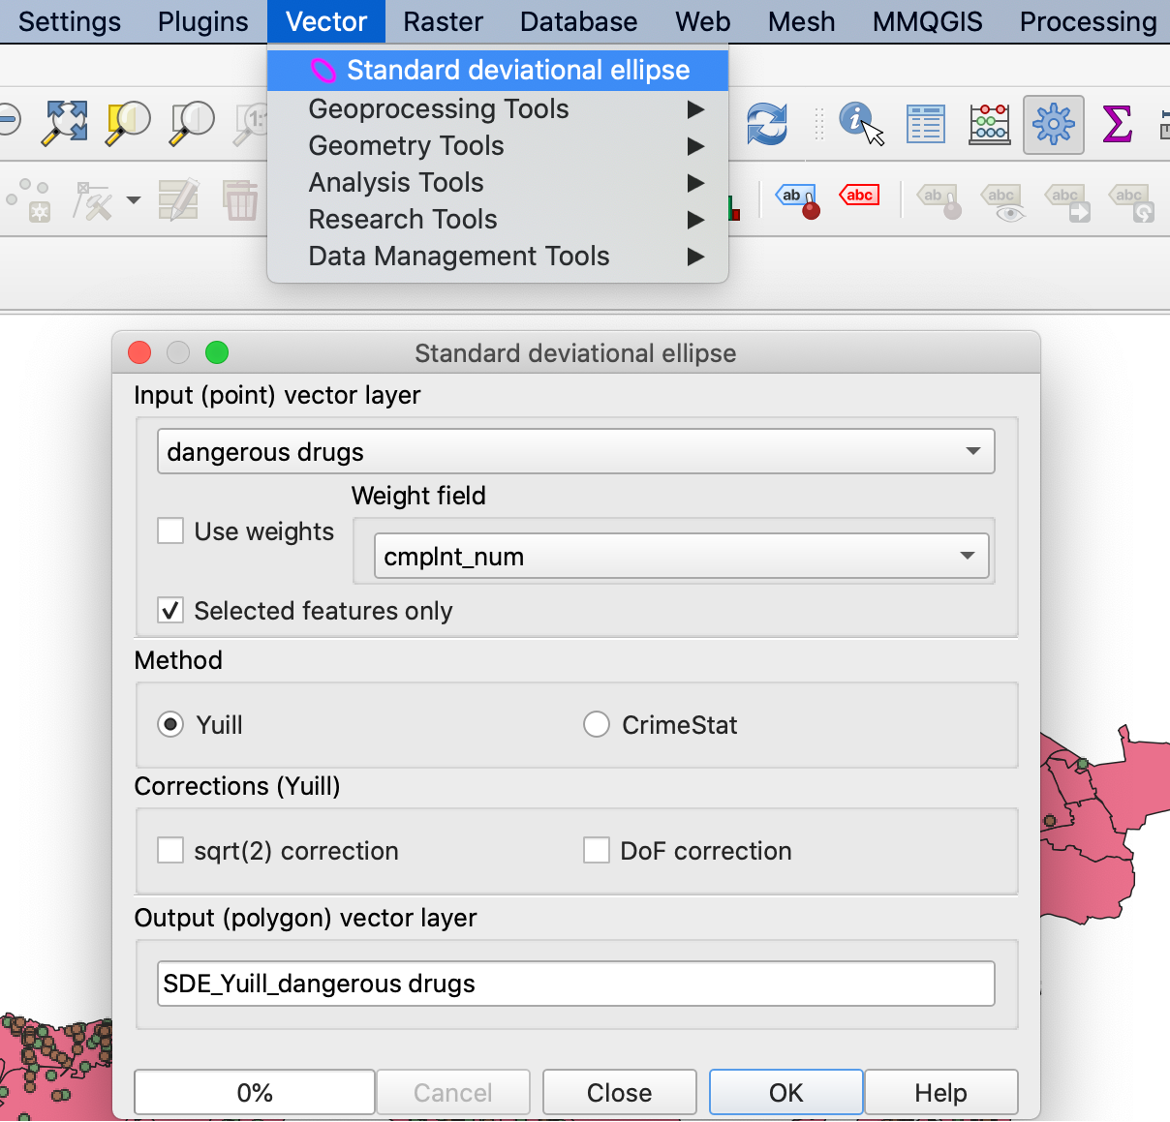 Settings Plugins Vector Raster Database Web Mesh MMQGIS Processing
Standard deviational ellipse
Geoprocessing Tools
Geometry Tools
Analysis Tools
Research Tools
Data Management Tools
1:1
ab abc ab abc abc abc
Standard deviational ellipse
Input (point) vector layer
dangerous drugs
Weight field
Use weights
cmplnt_num
Selected features only
Method
Yuill CrimeStat
Corrections (Yuill)
sqrt(2) correction DoF correction
Output (polygon) vector layer
SDE_Yuill_dangerous drugs
0% Cancel Close OK Help